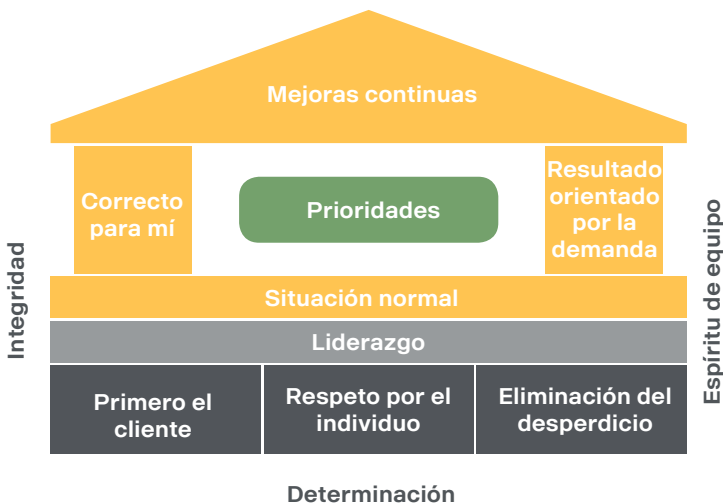 Mejoras continuas
Correcto
para mí
Prioridades
Resultado
orientado
por la
demanda
Integridad
Espíritu de equipo
Situación normal
Liderazgo
Primero el
cliente
Respeto por el
individuo
Eliminación del
desperdicio
Determinación